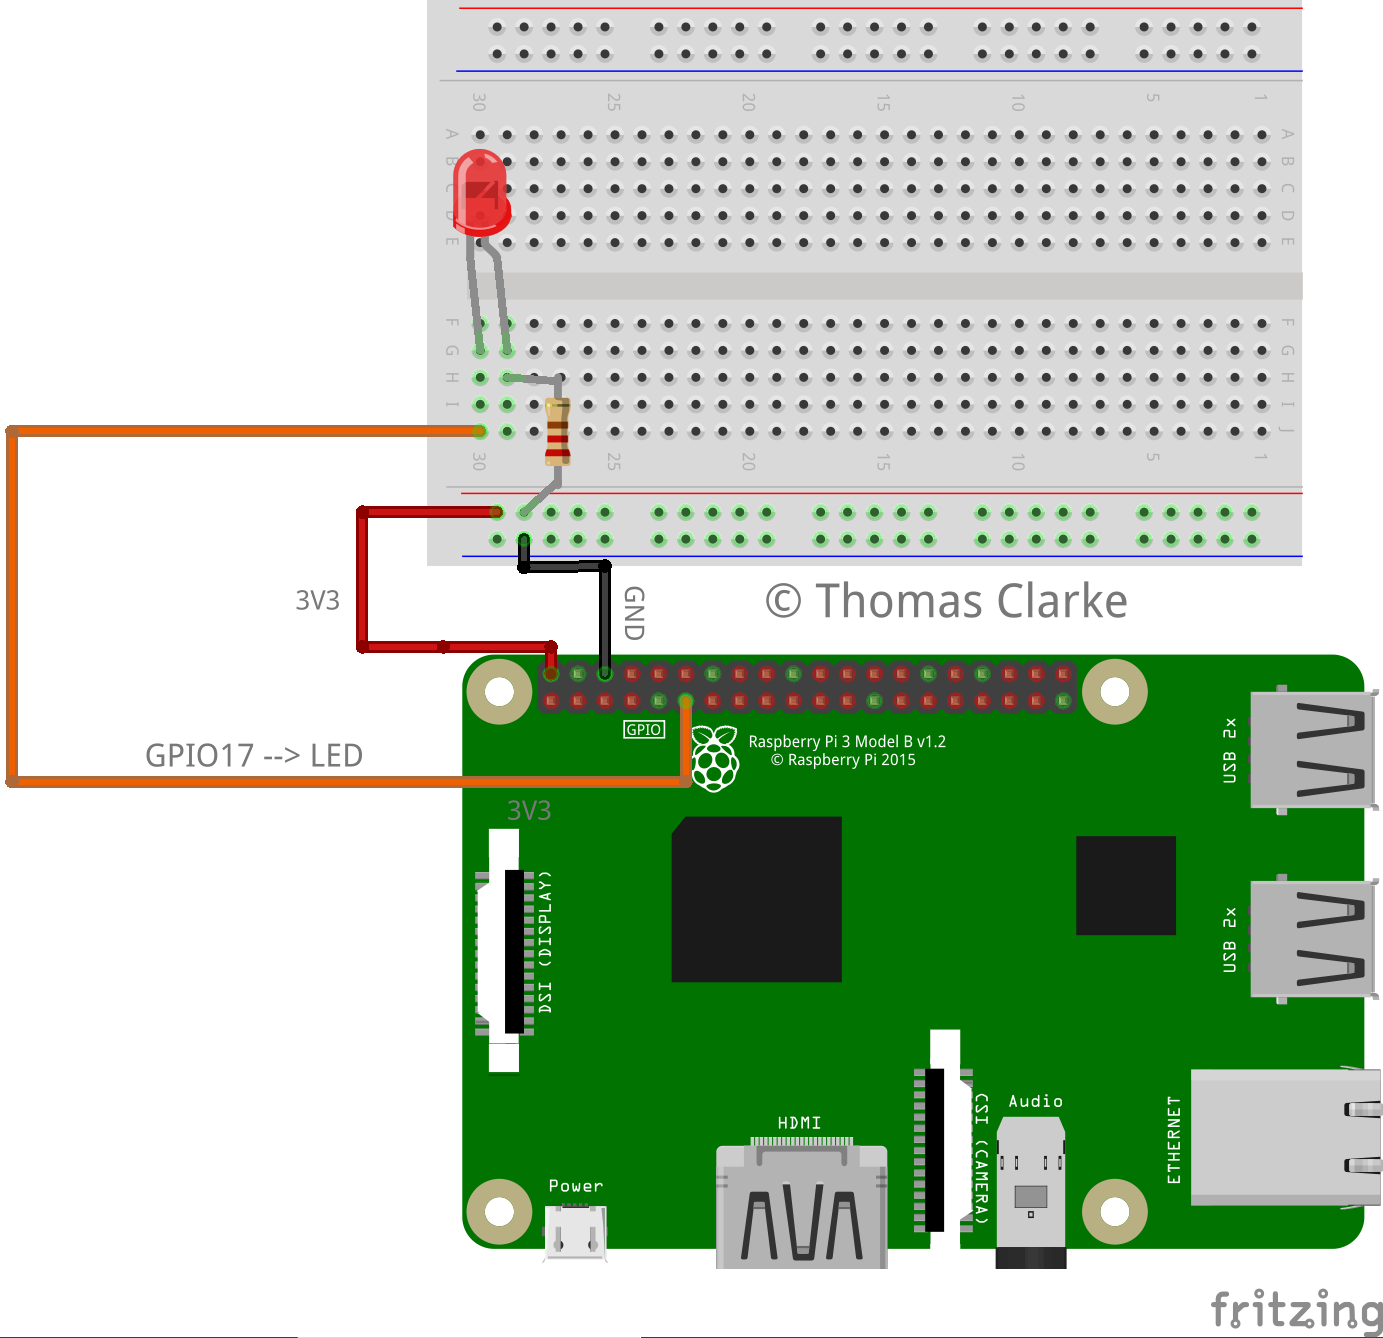 30 25 20 15 10 5 1
A A
B B
C C
D D
E E
F F
G G
H H
I I
J J
30 25 20 15 10 5 1
3V3
GND
© Thomas Clarke
GPIO
Raspberry Pi 3 Model B v1.2
© Raspberry Pi 2015
GPIO17 --> LED
3V3
USB 2x
DSI (DISPLAY)
USB 2x
HDMI
CSI (CAMERA)
Audio
ETHERNET
Power
fritzing